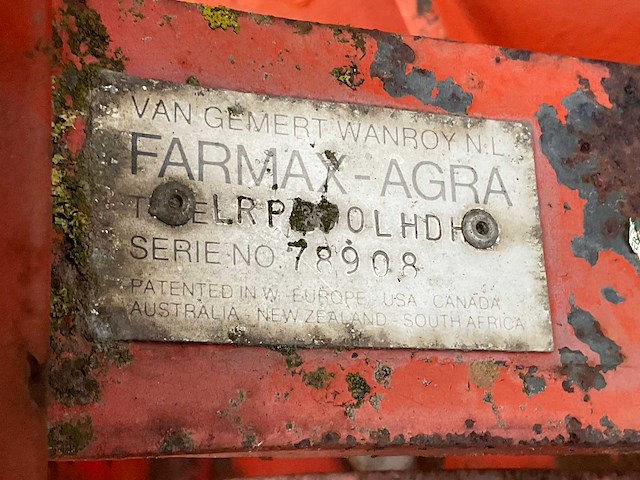 VAN GEMERT WANROY N.L.
FARMAX-AGRA
SERIE NO. 78908
PATENTED IN W. EUROPE - USA - CANADA
AUSTRALIA - NEW ZEALAND - SOUTH AFRICA